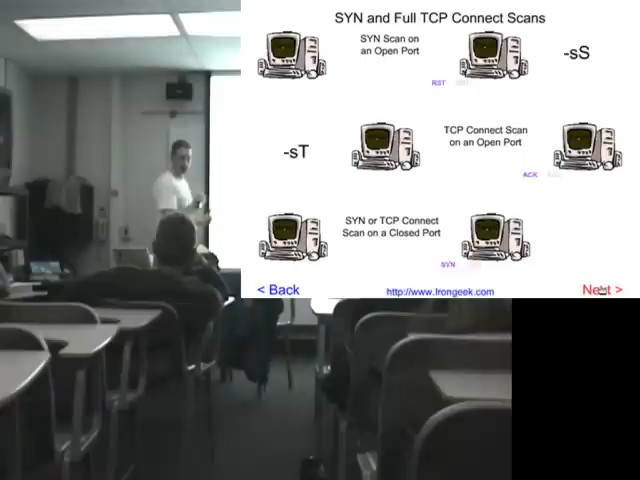 SYN and Full TCP Connect Scans
SYN Scan on
an Open Port
-sS
RST
TCP Connect Scan
on an Open Port
-sT
ACK
SYN or TCP Connect
Scan on a Closed Port
SYN
< Back
http://www.Irongeek.com
Next >